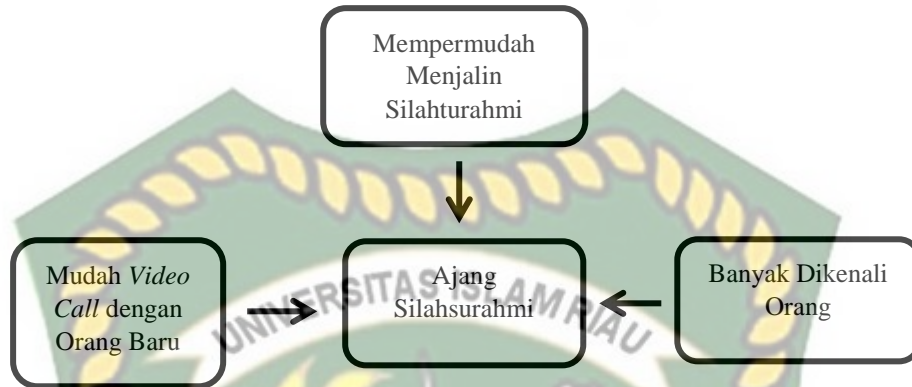 Mempermudah
Menjalin
Silahturahmi
Mudah Video
Call dengan
Orang Baru
Ajang
Silahsurahmi
Banyak Dikenali
Orang
UNIVERSITAS ISLAM RIAU